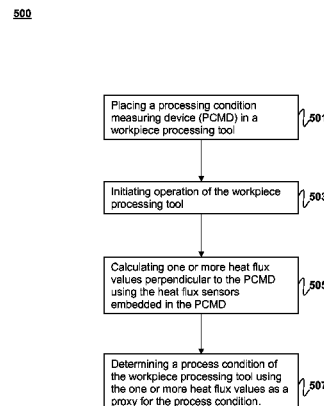 500
Placing a processing condition
measuring device (PCMD) in a
workpiece processing tool
501
Initiating operation of the workpiece
processing tool
503
Calculating one or more heat flux
values perpendicular to the PCMD
using the heat flux sensors
embedded in the PCMD
505
Determining a process condition of
the workpiece processing tool using
the one or more heat flux values as a
proxy for the process condition.
507